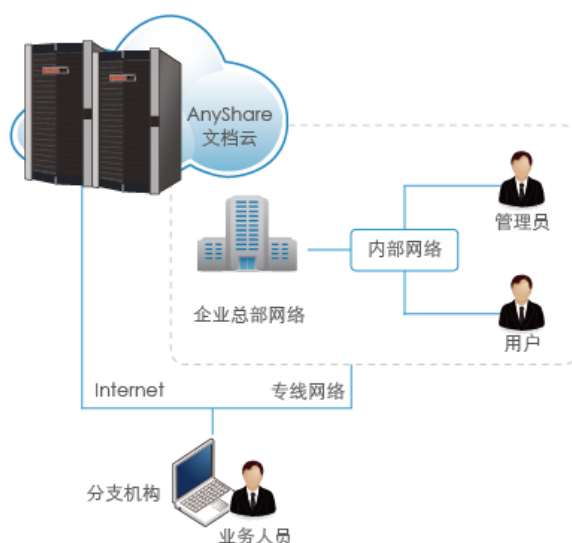 AnyShare
文档云
管理员
内部网络
企业总部网络
用户
Internet
专线网络
分支机构
业务人员